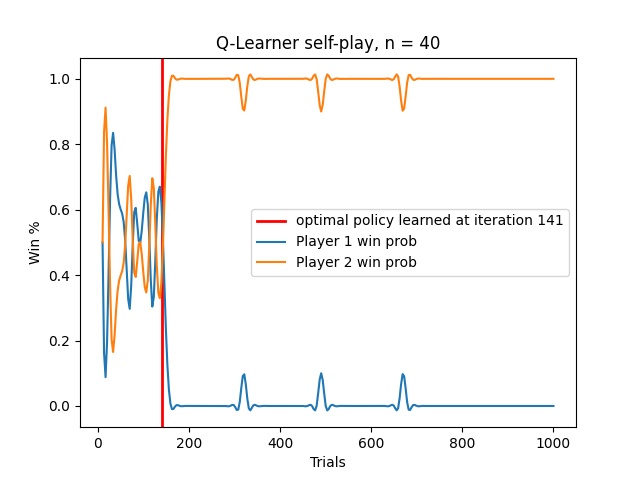 Q-Learner self-play, n = 40
Win %
1.0
0.8
0.6
0.4
0.2
0.0
optimal policy learned at iteration 141
Player 1 win prob
Player 2 win prob
0
200
400
600
800
1000
Trials